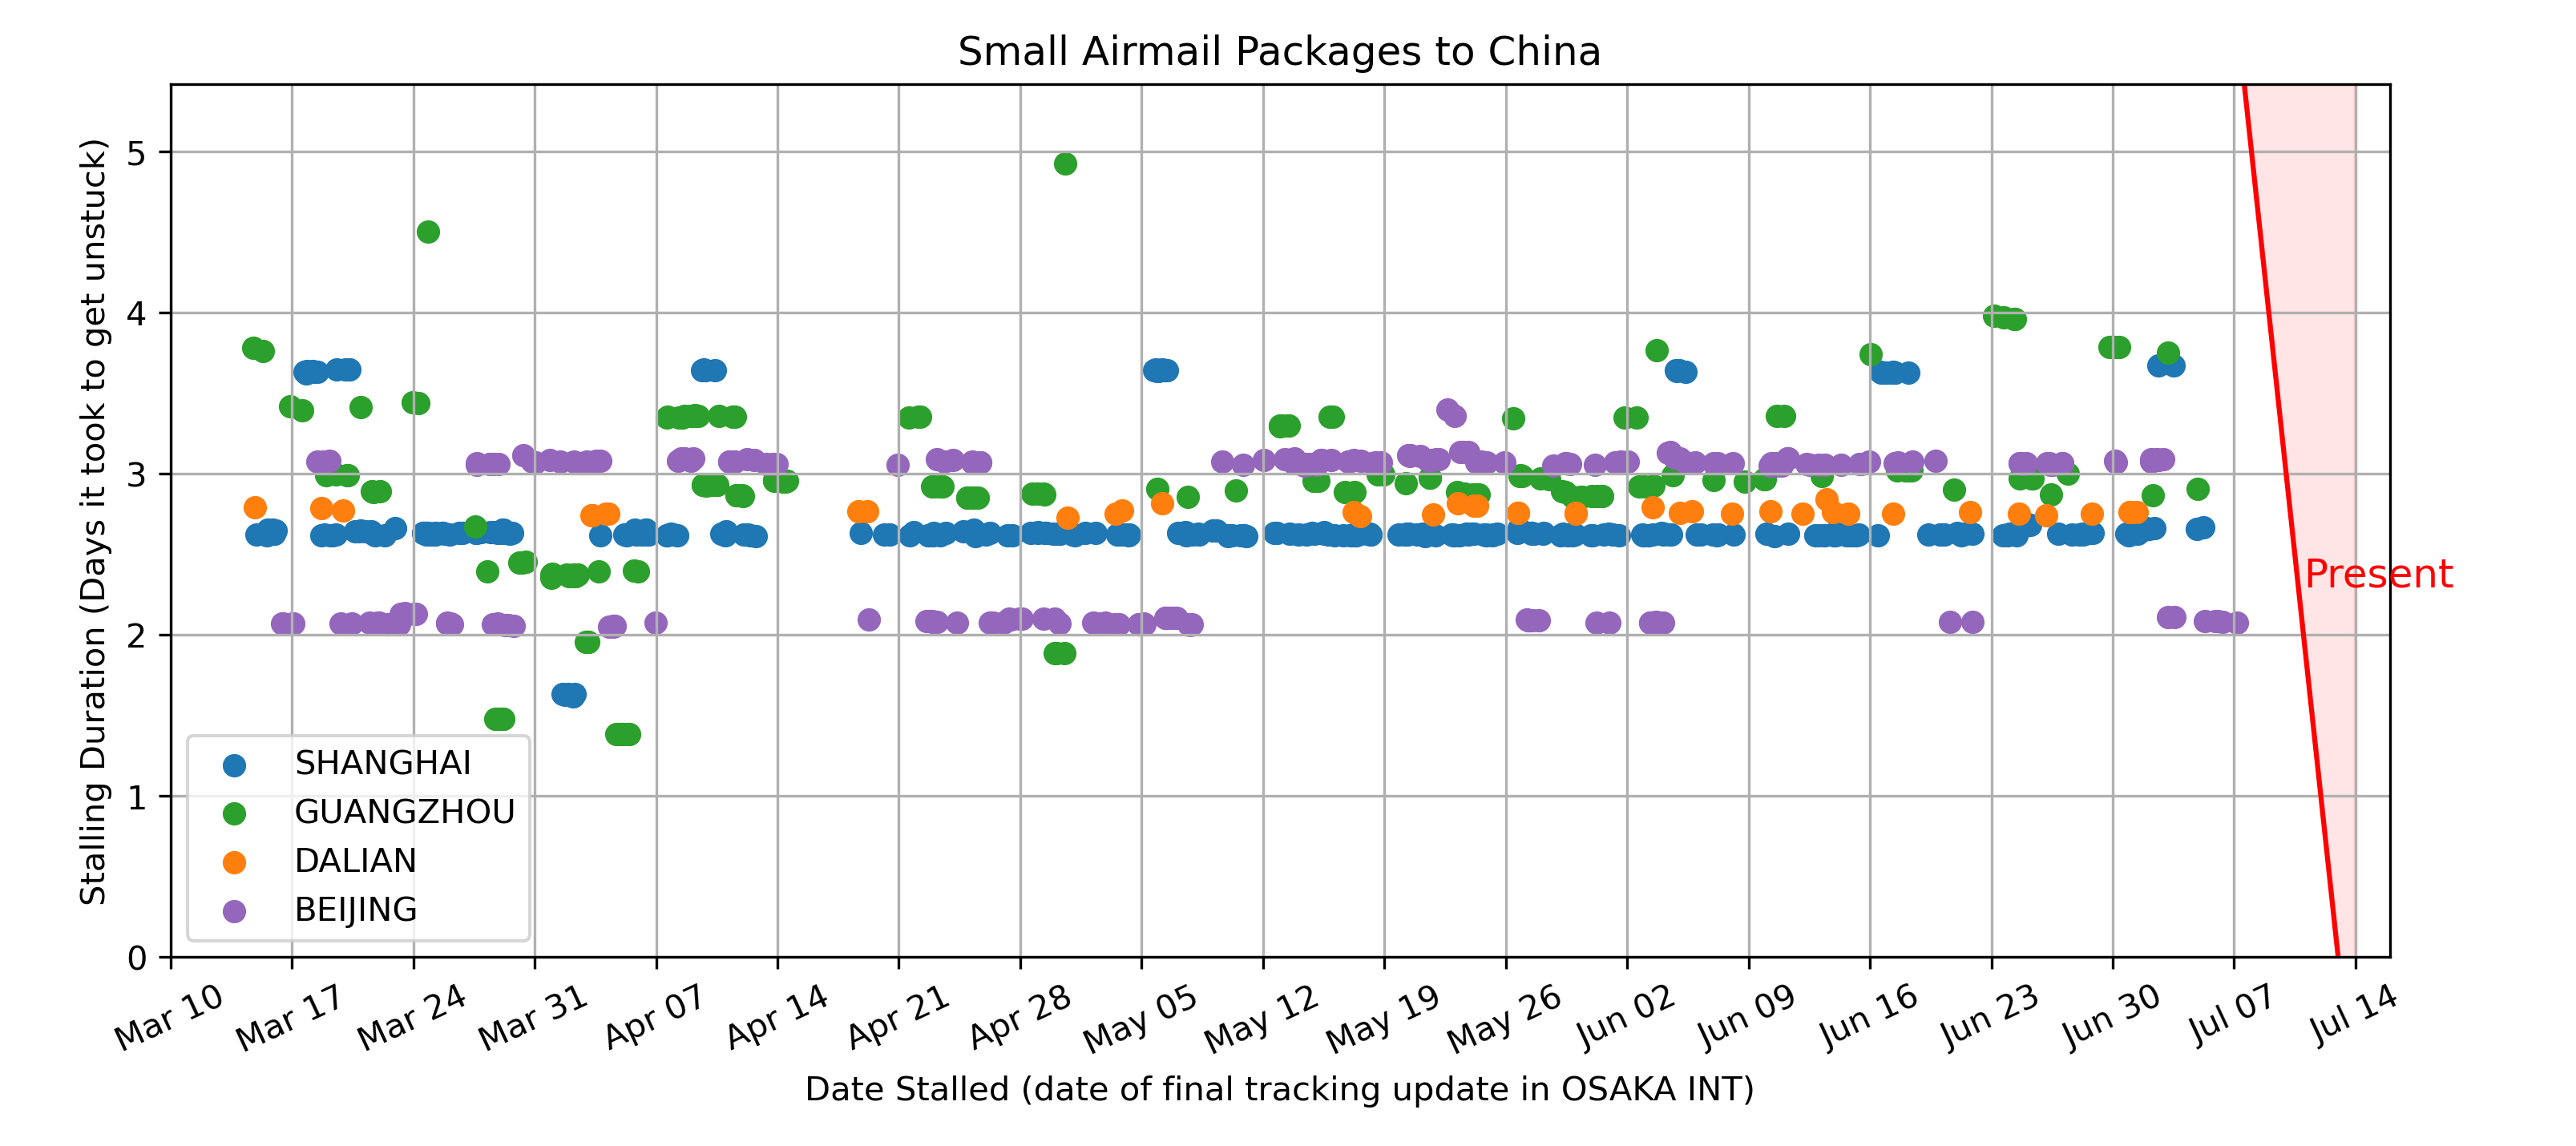 Small Airmail Packages to China
Stalling Duration (Days it took to get unstuck)
5
4
3
2
1
0
Present
SHANGHAI
GUANGZHOU
DALIAN
BEIJING
Mar 10
Mar 17
Mar 24
Mar 31
Apr 07
Apr 14
Apr 21
Apr 28
May 05
May 12
May 19
May 26
Jun 02
Jun 09
Jun 16
Jun 23
Jun 30
Jul 07
Jul 14
Date Stalled (date of final tracking update in OSAKA INT)